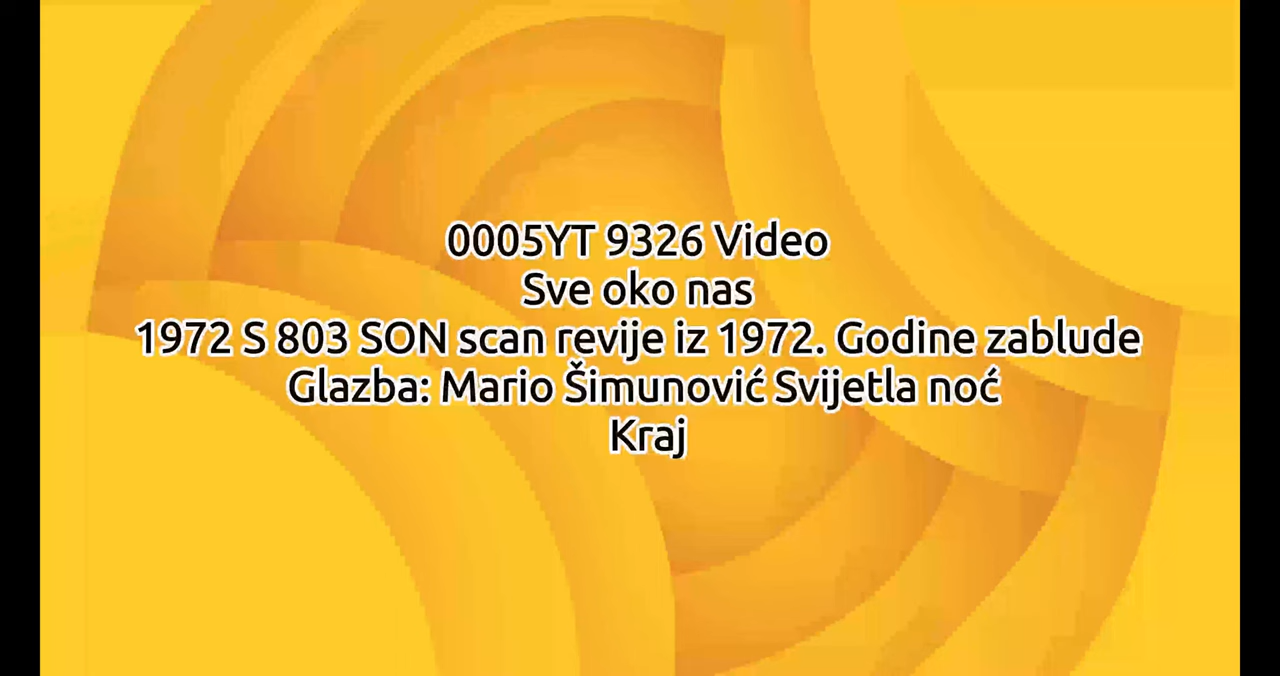 0005YT 9326 Video
Sve oko nas
1972 S 803 SON scan revije iz 1972. Godine zablude
Glazba: Mario Šimunović Svijetla noć
Kraj